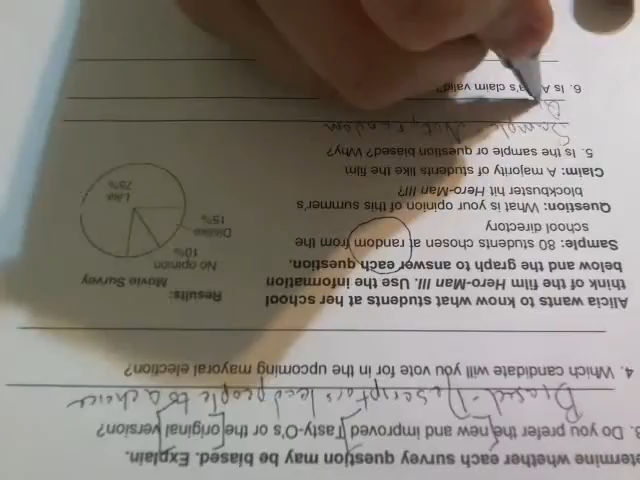 etermine whether each survey question may be biased. Explain.
3. Do you prefer the new and improved Tasty-O's or the original version?
Biased - Descriptors lead people to a choice
4. Which candidate will you vote for in the upcoming mayoral election?
Alicia wants to know what students at her school
think of the film Hero-Man III. Use the information
below and the graph to answer each question.
Sample: 80 students chosen at random from the
school directory
Question: What is your opinion of this summer's
blockbuster hit Hero-Man III?
Claim: A majority of students like the film
Results: Movie Survey
No opinion
10%
Dislike
15%
Like
75%
5. Is the sample or question biased? Why?
Sample: Not, random
Q
6. Is A a's claim valid?